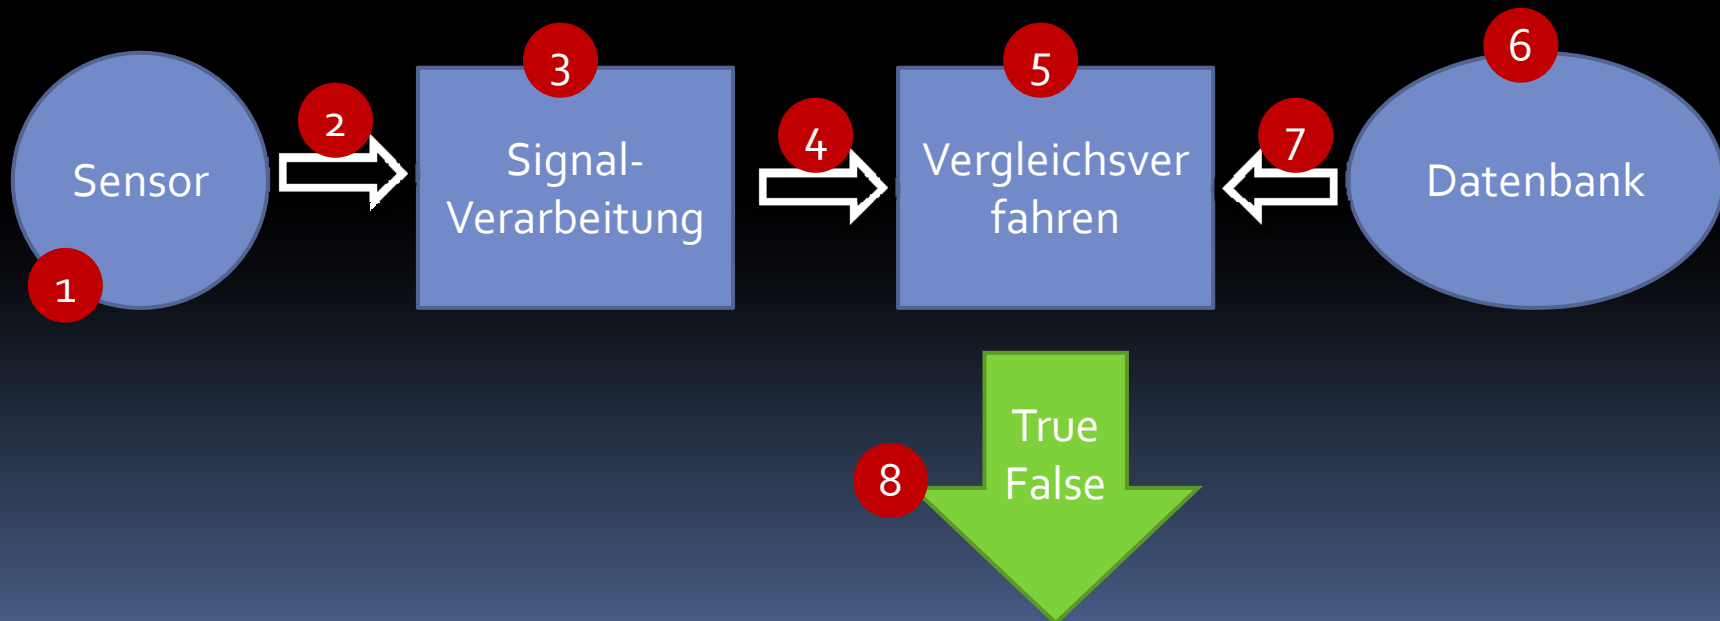 1
Sensor
2
3
Signal-
Verarbeitung
4
5
Vergleichsver
fahren
7
6
Datenbank
8
True
False